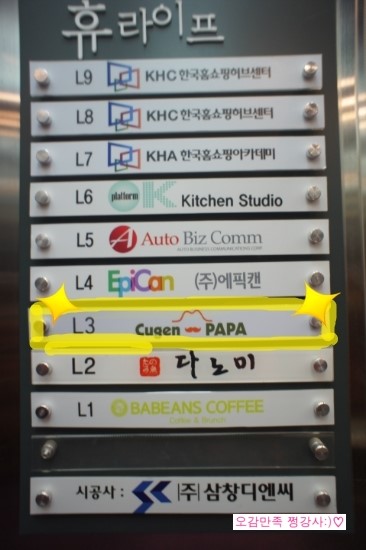 휴 라이프
L9 KHC 한국홈쇼핑허브센터
L8 KHC 한국홈쇼핑허브센터
L7 KHA 한국홈쇼핑아카데미
L6 platform OK Kitchen Studio
L5 A Auto Biz Comm
L4 EpiCan (주)에픽캔
L3 Cugen PAPA
L2 다노미
L1 BABEANS COFFEE
Coffee & Brunch
시공사 : (주)삼창디엔씨
오감만족 쩡강사:)♡